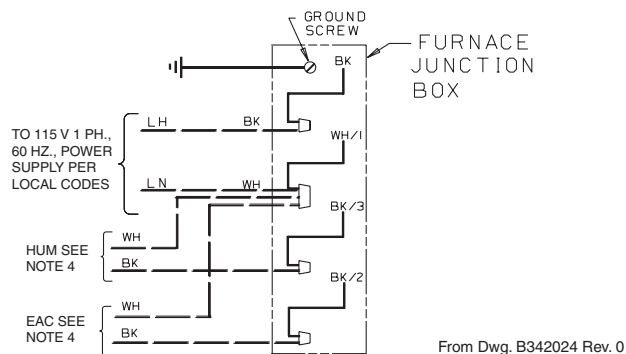 GROUND
SCREW
FURNACE
JUNCTION
BOX
BK
LH BK
TO 115 V 1 PH.,
60 HZ., POWER
SUPPLY PER
LOCAL CODES
WH/1
LN WH
BK/3
WH
HUM SEE
NOTE 4
BK
BK/2
WH
EAC SEE
NOTE 4
BK
From Dwg. B342024 Rev. 0